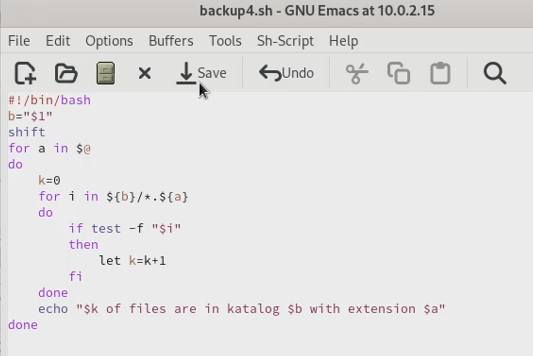 backup4.sh - GNU Emacs at 10.0.2.15
File Edit Options Buffers Tools Sh-Script Help
Save Undo
#!/bin/bash
b="$1"
shift
for a in $@
do
    k=0
    for i in ${b}/*.${a}
    do
        if test -f "$i"
        then
            let k=k+1
        fi
    done
    echo "$k of files are in katalog $b with extension $a"
done